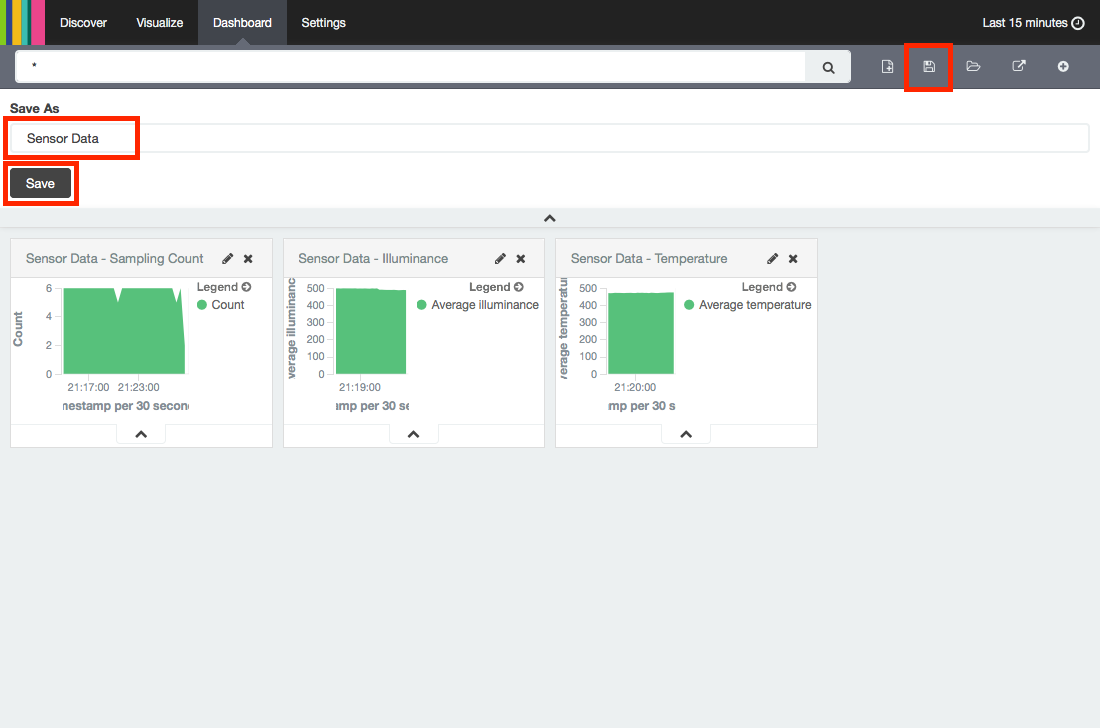 Discover Visualize Dashboard Settings Last 15 minutes
*
Save As
Sensor Data
Save
Sensor Data - Sampling Count
Legend
Count
6
4
2
0
Count
21:17:00 21:23:00
nestamp per 30 secon
Sensor Data - Illuminance
Legend
Average illuminance
500
400
300
200
100
0
verage illuminanc
21:19:00
amp per 30 se
Sensor Data - Temperature
Legend
Average temperature
500
400
300
200
100
0
verage temperatu
21:20:00
mp per 30 s